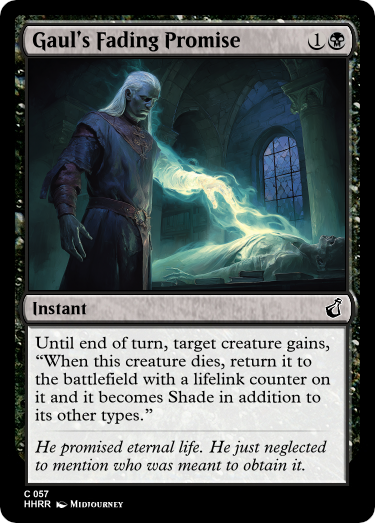 Gaul's Fading Promise 1
Instant
Until end of turn, target creature gains,
“When this creature dies, return it to
the battlefield with a lifelink counter on
it and it becomes Shade in addition to
its other types.”
He promised eternal life. He just neglected
to mention who was meant to obtain it.
C 057
HHRR Midjourney